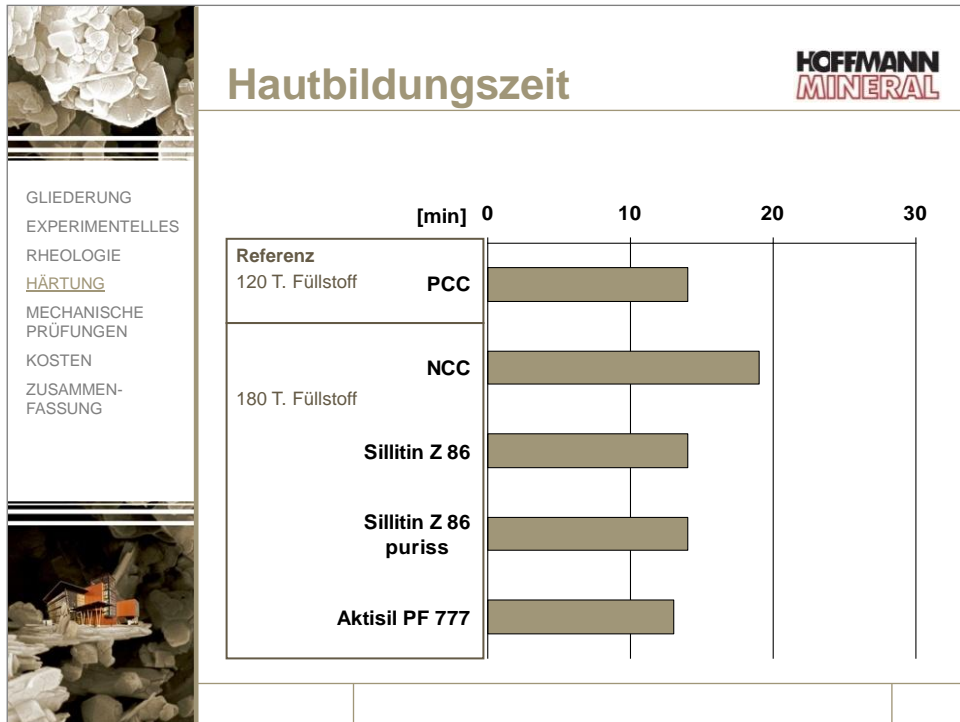 Hautbildungszeit
HOFFMANN
MINERAL
GLIEDERUNG
EXPERIMENTELLES
RHEOLOGIE
HÄRTUNG
MECHANISCHE
PRÜFUNGEN
KOSTEN
ZUSAMMEN-
FASSUNG
[min] 0 10 20 30
Referenz
120 T. Füllstoff PCC
NCC
180 T. Füllstoff
Sillitin Z 86
Sillitin Z 86
puriss
Aktisil PF 777